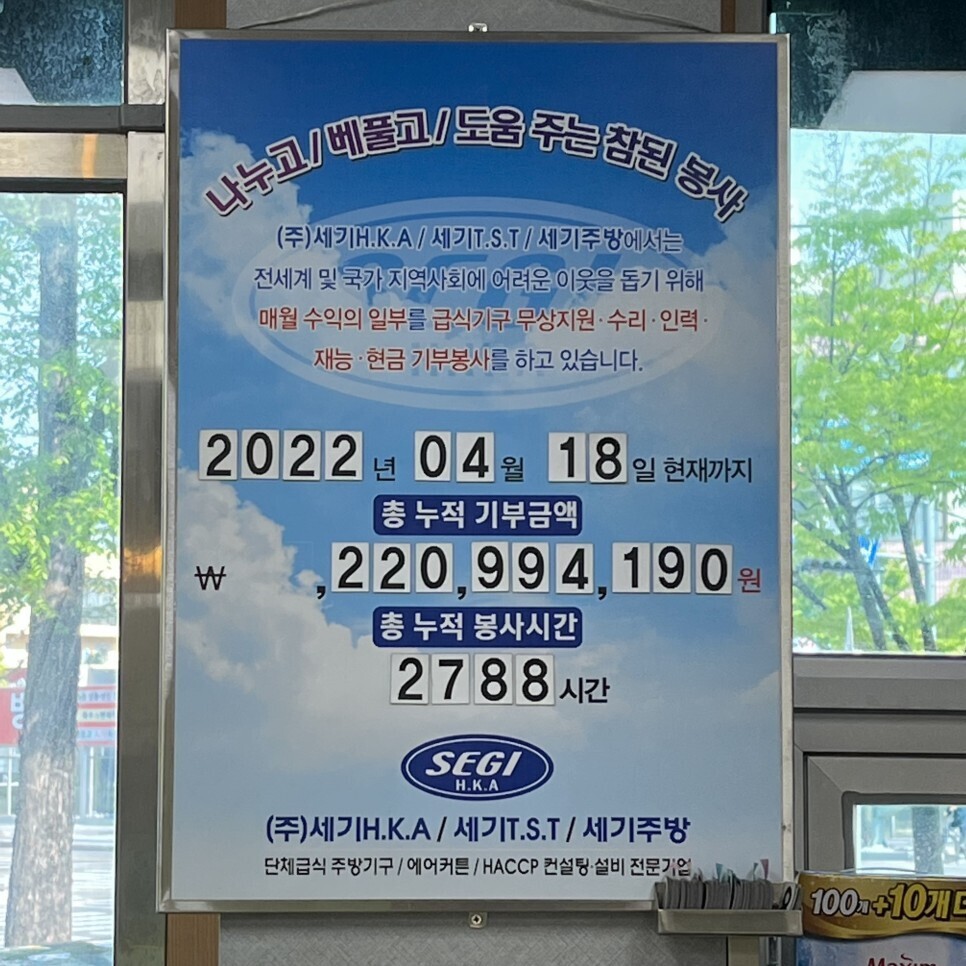 나누고/베풀고/도움 주는 참된 봉사
(주)세기H.K.A / 세기T.S.T / 세기주방에서는
전세계 및 국가 지역사회에 어려운 이웃을 돕기 위해
매월 수익의 일부를 급식기구 무상지원·수리·인력·
재능·현금 기부봉사를 하고 있습니다.
2022년 04월 18일 현재까지
총 누적 기부금액
₩ ,220,994,190원
총 누적 봉사시간
2788시간
SEGI
H.K.A
(주)세기H.K.A / 세기T.S.T / 세기주방
단체급식 주방기구 / 에어커튼 / HACCP 컨설팅·설비 전문기업
100개+10개 더
Maxim